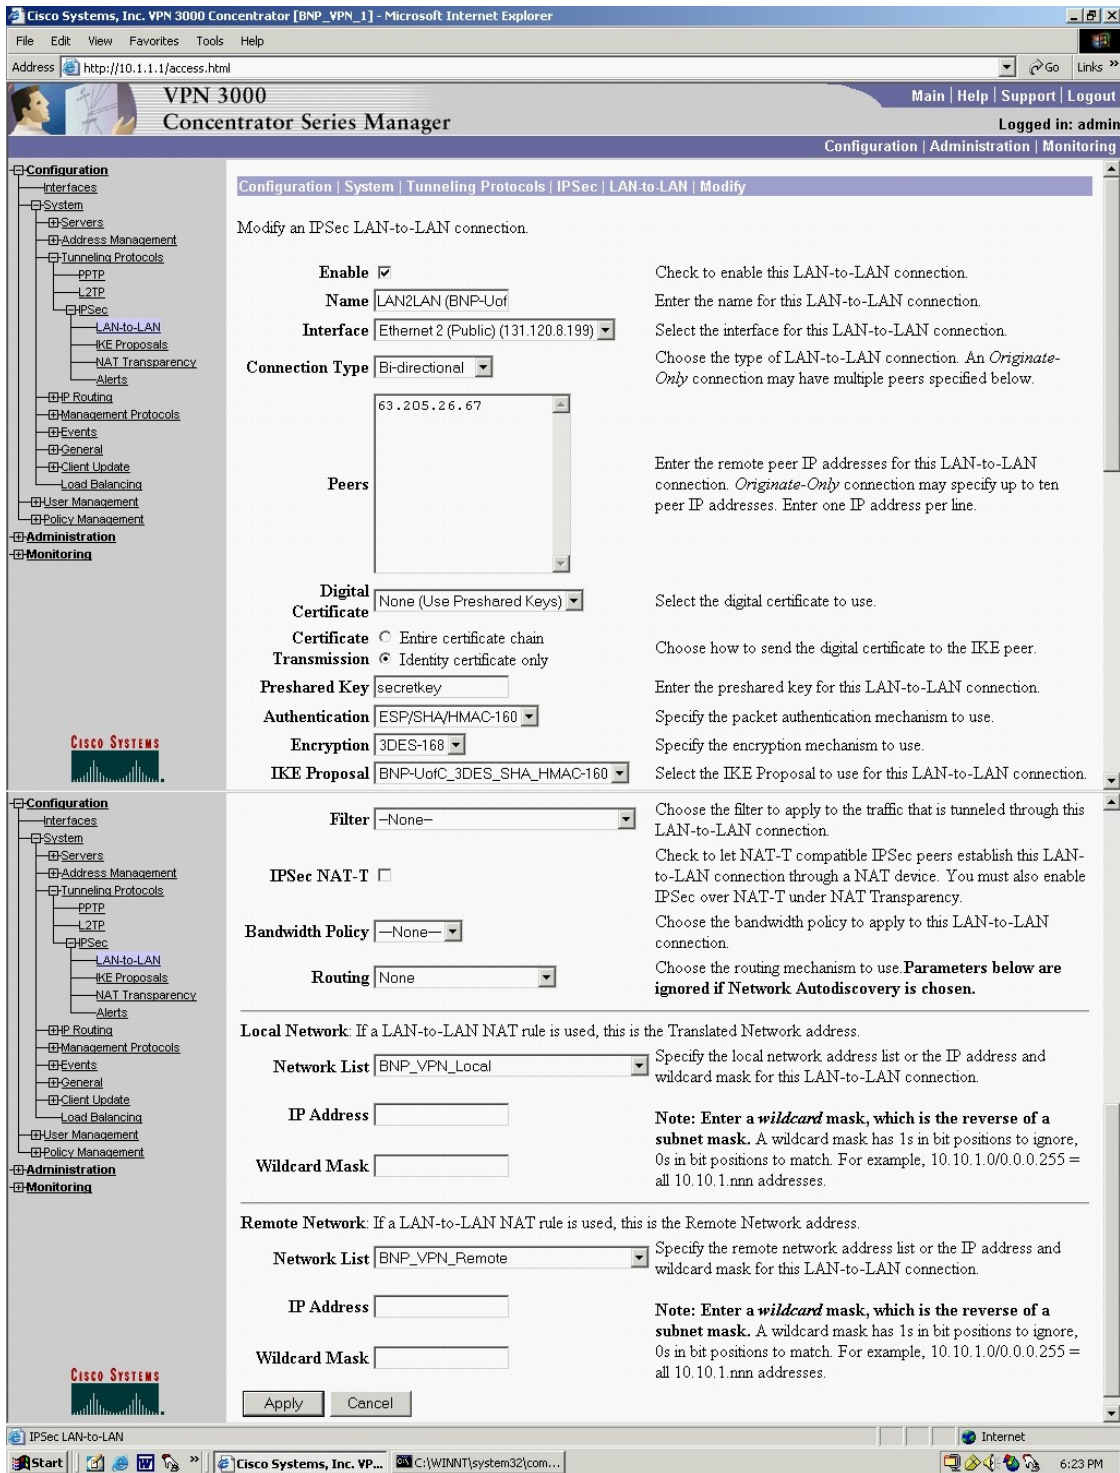 Cisco Systems, Inc. VPN 3000 Concentrator [BNP_VPN_1] - Microsoft Internet Explorer
File Edit View Favorites Tools Help
Address http://10.1.1.1/access.html Go Links »
VPN 3000
Concentrator Series Manager
Main | Help | Support | Logout
Logged in: admin
Configuration | Administration | Monitoring
Configuration
Interfaces
System
Servers
Address Management
Tunneling Protocols
PPTP
L2TP
IPSec
LAN-to-LAN
IKE Proposals
NAT Transparency
Alerts
IP Routing
Management Protocols
Events
General
Client Update
Load Balancing
User Management
Policy Management
Administration
Monitoring
CISCO SYSTEMS
Configuration | System | Tunneling Protocols | IPSec | LAN-to-LAN | Modify
Modify an IPSec LAN-to-LAN connection.
Enable Check to enable this LAN-to-LAN connection.
Name LAN2LAN (BNP-Uof Enter the name for this LAN-to-LAN connection.
Interface Ethernet 2 (Public) (131.120.8.199) Select the interface for this LAN-to-LAN connection.
Connection Type Bi-directional
Choose the type of LAN-to-LAN connection. An Originate-
Only connection may have multiple peers specified below.
Peers
63.205.26.67
Enter the remote peer IP addresses for this LAN-to-LAN
connection. Originate-Only connection may specify up to ten
peer IP addresses. Enter one IP address per line.
Digital
Certificate
None (Use Preshared Keys) Select the digital certificate to use.
Certificate
Transmission
Entire certificate chain
Identity certificate only
Choose how to send the digital certificate to the IKE peer.
Preshared Key secretkey Enter the preshared key for this LAN-to-LAN connection.
Authentication ESP/SHA/HMAC-160 Specify the packet authentication mechanism to use.
Encryption 3DES-168 Specify the encryption mechanism to use.
IKE Proposal BNP-UofC_3DES_SHA_HMAC-160 Select the IKE Proposal to use for this LAN-to-LAN connection.
Configuration
Interfaces
System
Servers
Address Management
Tunneling Protocols
PPTP
L2TP
IPSec
LAN-to-LAN
IKE Proposals
NAT Transparency
Alerts
IP Routing
Management Protocols
Events
General
Client Update
Load Balancing
User Management
Policy Management
Administration
Monitoring
CISCO SYSTEMS
Filter --None--
Choose the filter to apply to the traffic that is tunneled through this
LAN-to-LAN connection.
IPSec NAT-T
Check to let NAT-T compatible IPSec peers establish this LAN-
to-LAN connection through a NAT device. You must also enable
IPSec over NAT-T under NAT Transparency.
Bandwidth Policy --None--
Choose the bandwidth policy to apply to this LAN-to-LAN
connection.
Routing None
Choose the routing mechanism to use.Parameters below are
ignored if Network Autodiscovery is chosen.
Local Network: If a LAN-to-LAN NAT rule is used, this is the Translated Network address.
Network List BNP_VPN_Local
Specify the local network address list or the IP address and
wildcard mask for this LAN-to-LAN connection.
IP Address
Wildcard Mask
Note: Enter a wildcard mask, which is the reverse of a
subnet mask. A wildcard mask has 1s in bit positions to ignore,
0s in bit positions to match. For example, 10.10.1.0/0.0.0.255 =
all 10.10.1.nnn addresses.
Remote Network: If a LAN-to-LAN NAT rule is used, this is the Remote Network address.
Network List BNP_VPN_Remote
Specify the remote network address list or the IP address and
wildcard mask for this LAN-to-LAN connection.
IP Address
Wildcard Mask
Note: Enter a wildcard mask, which is the reverse of a
subnet mask. A wildcard mask has 1s in bit positions to ignore,
0s in bit positions to match. For example, 10.10.1.0/0.0.0.255 =
all 10.10.1.nnn addresses.
Apply Cancel
IPSec LAN-to-LAN Internet
Start » Cisco Systems, Inc. VP... C:\WINNT\system32\com... 6:23 PM